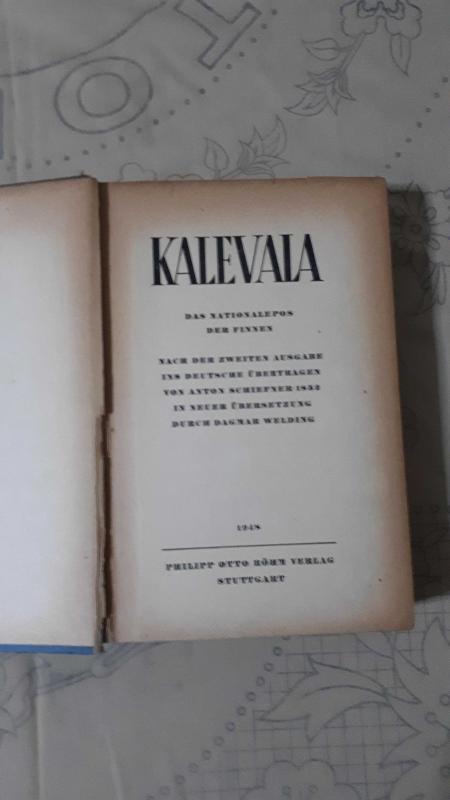 KALEVALA
DAS NATIONALEPOS
DER FINNEN
NACH DER ZWEITEN AUSGABE
INS DEUTSCHE ÜBERTRAGEN
VON ANTON SCHIEFNER 1852
IN NEUER ÜBERSETZUNG
DURCH DAGMAR WELDING
1948
PHILIPP OTTO RÖHM VERLAG
STUTTGART